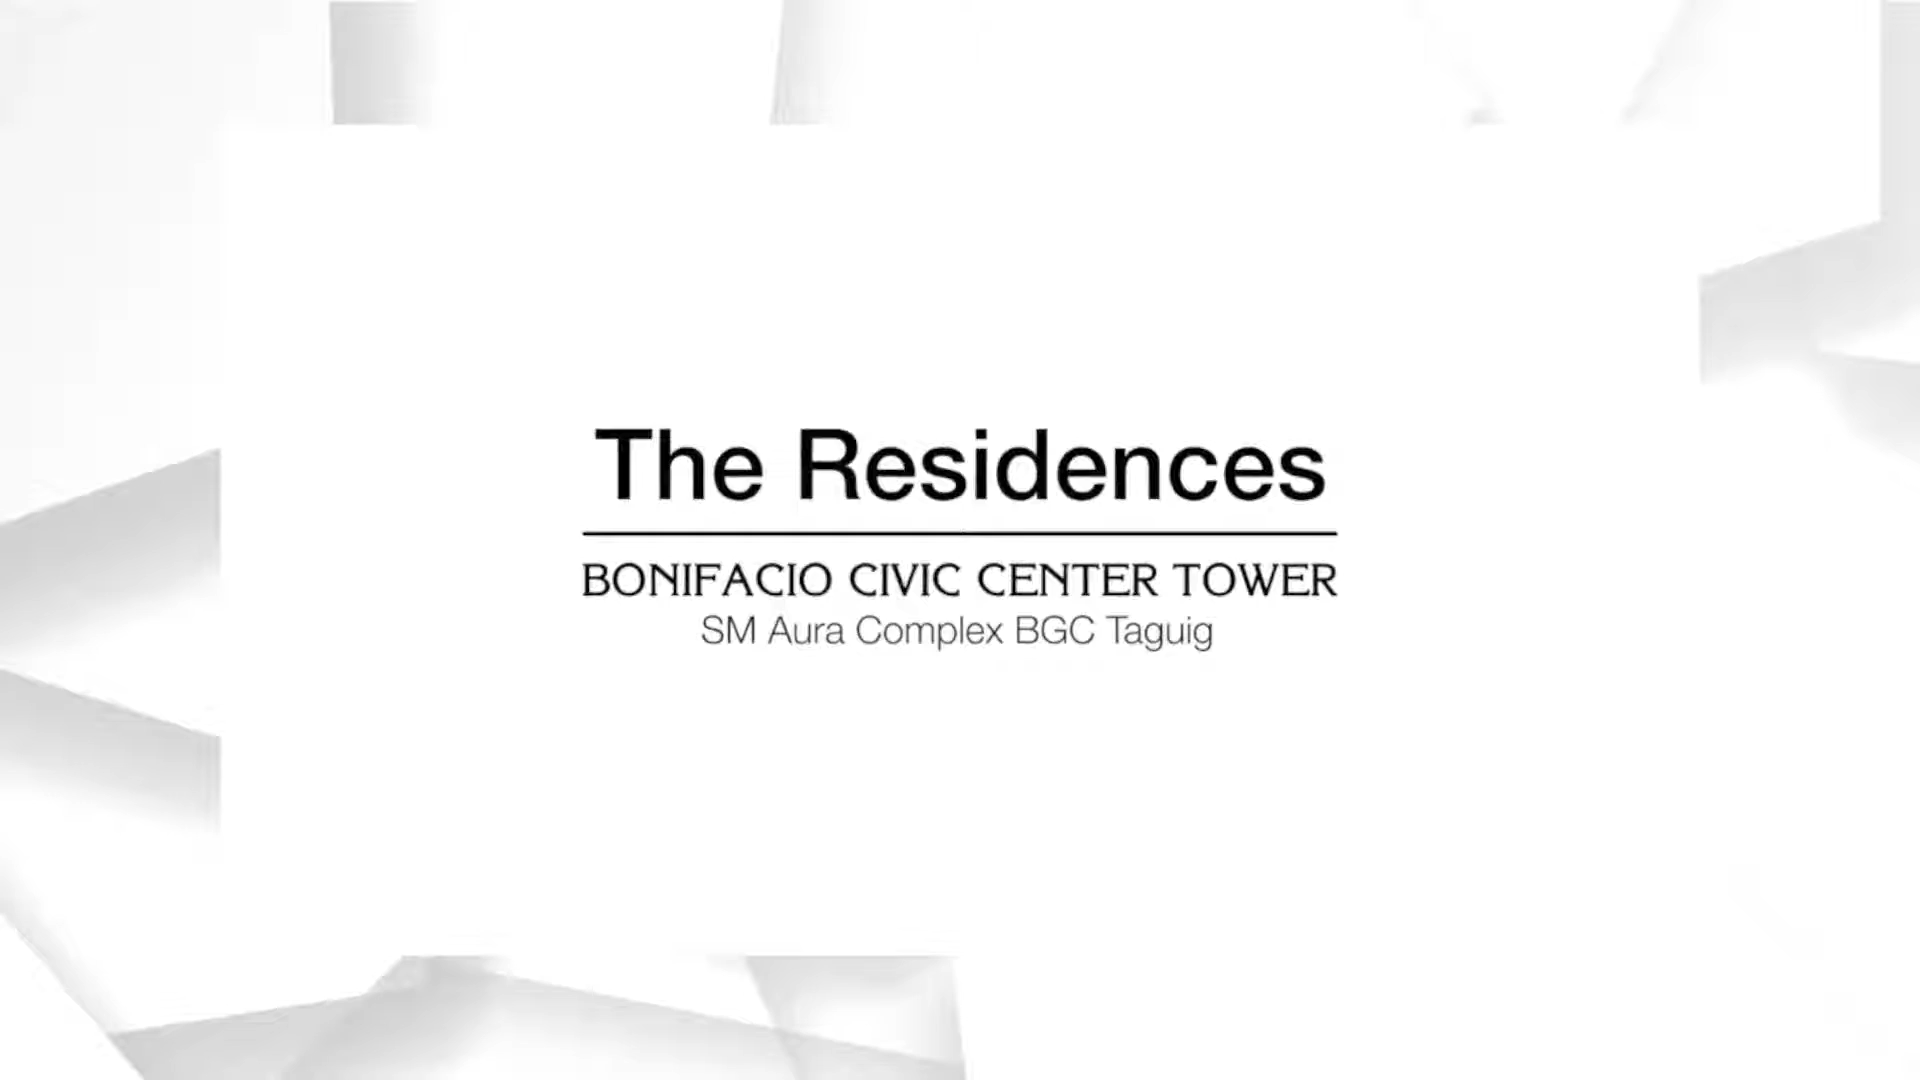 The Residences
BONIFACIO CIVIC CENTER TOWER
SM Aura Complex BGC Taguig